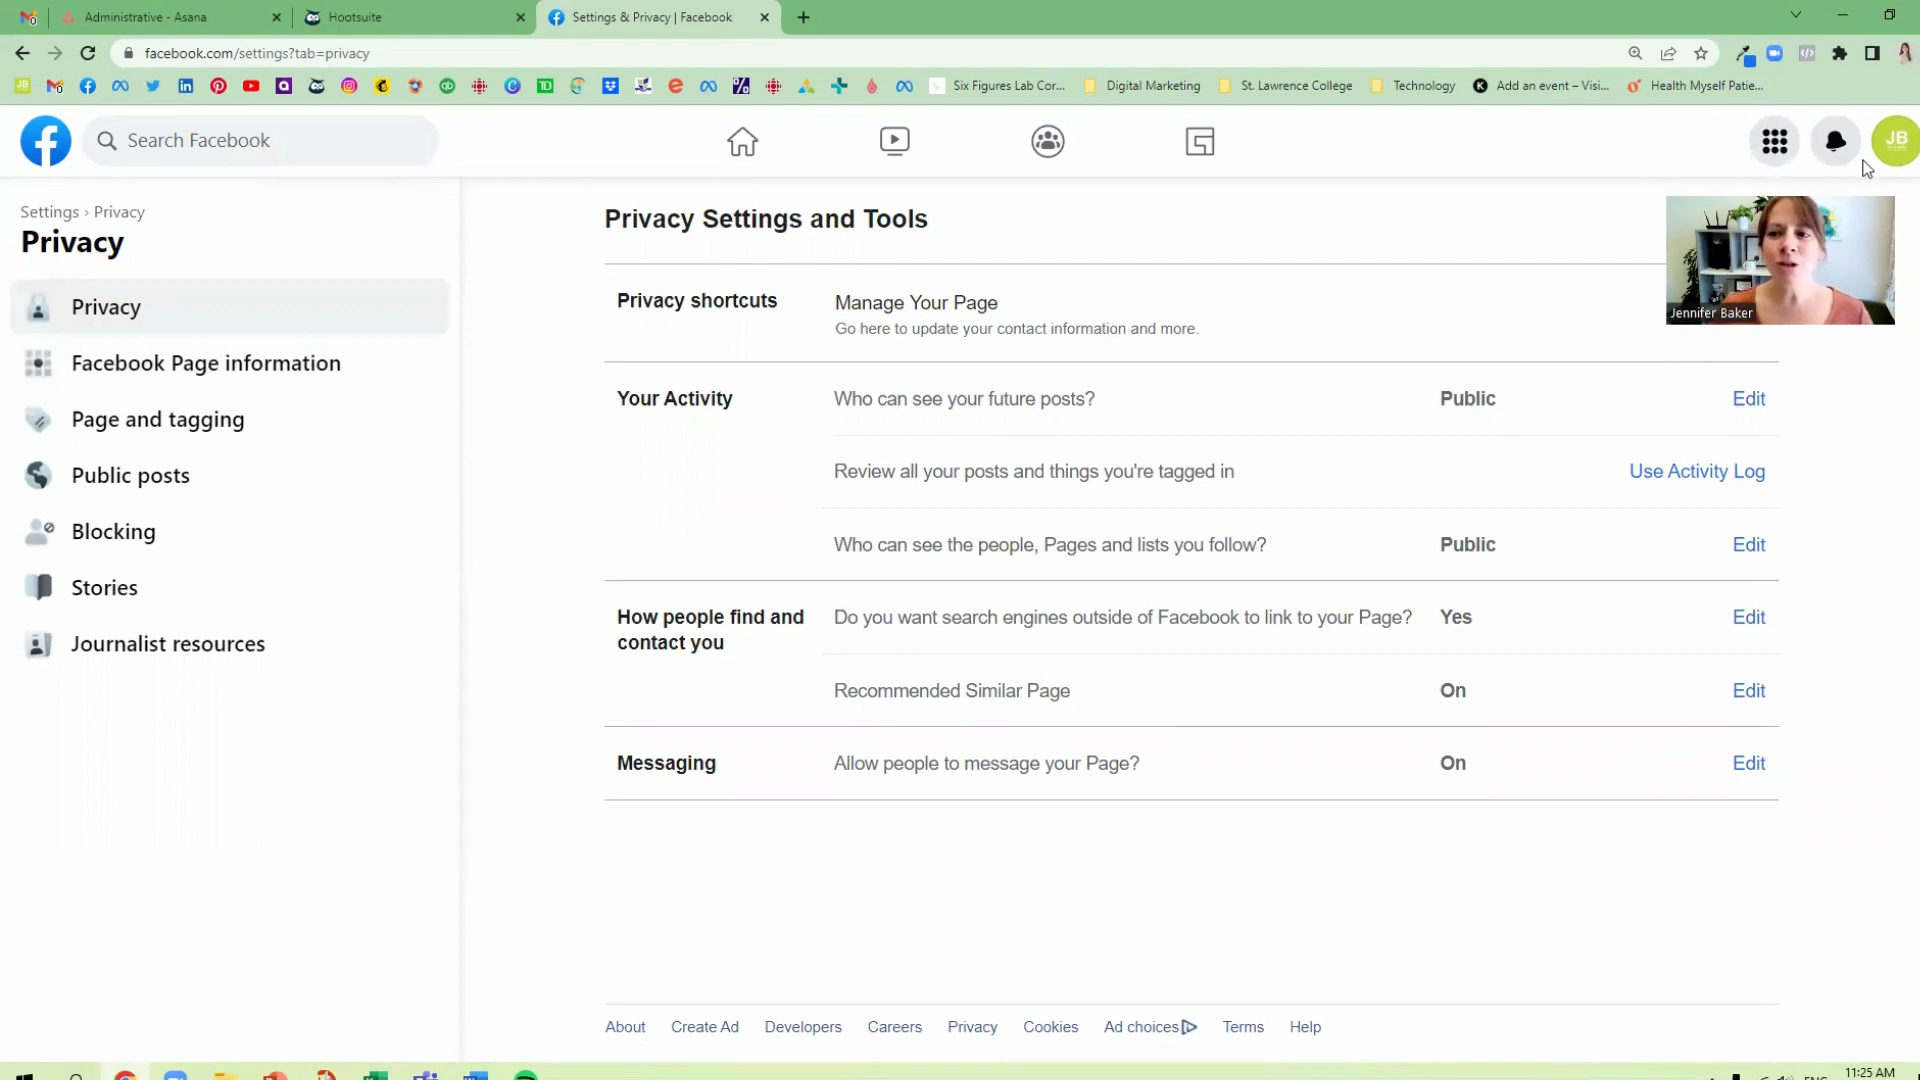 Administrative - Asana
Hootsuite
Settings & Privacy | Facebook
facebook.com/settings?tab=privacy
Six Figures Lab Cor...
Digital Marketing
St. Lawrence College
Technology
Add an event – Visi...
Health Myself Patie...
Search Facebook
JB
Settings › Privacy
Privacy
Privacy
Facebook Page information
Page and tagging
Public posts
Blocking
Stories
Journalist resources
Privacy Settings and Tools
Jennifer Baker
Privacy shortcuts
Manage Your Page
Go here to update your contact information and more.
Your Activity
Who can see your future posts?
Public
Edit
Review all your posts and things you're tagged in
Use Activity Log
Who can see the people, Pages and lists you follow?
Public
Edit
How people find and
contact you
Do you want search engines outside of Facebook to link to your Page?
Yes
Edit
Recommended Similar Page
On
Edit
Messaging
Allow people to message your Page?
On
Edit
About
Create Ad
Developers
Careers
Privacy
Cookies
Ad choices
Terms
Help
11:25 AM